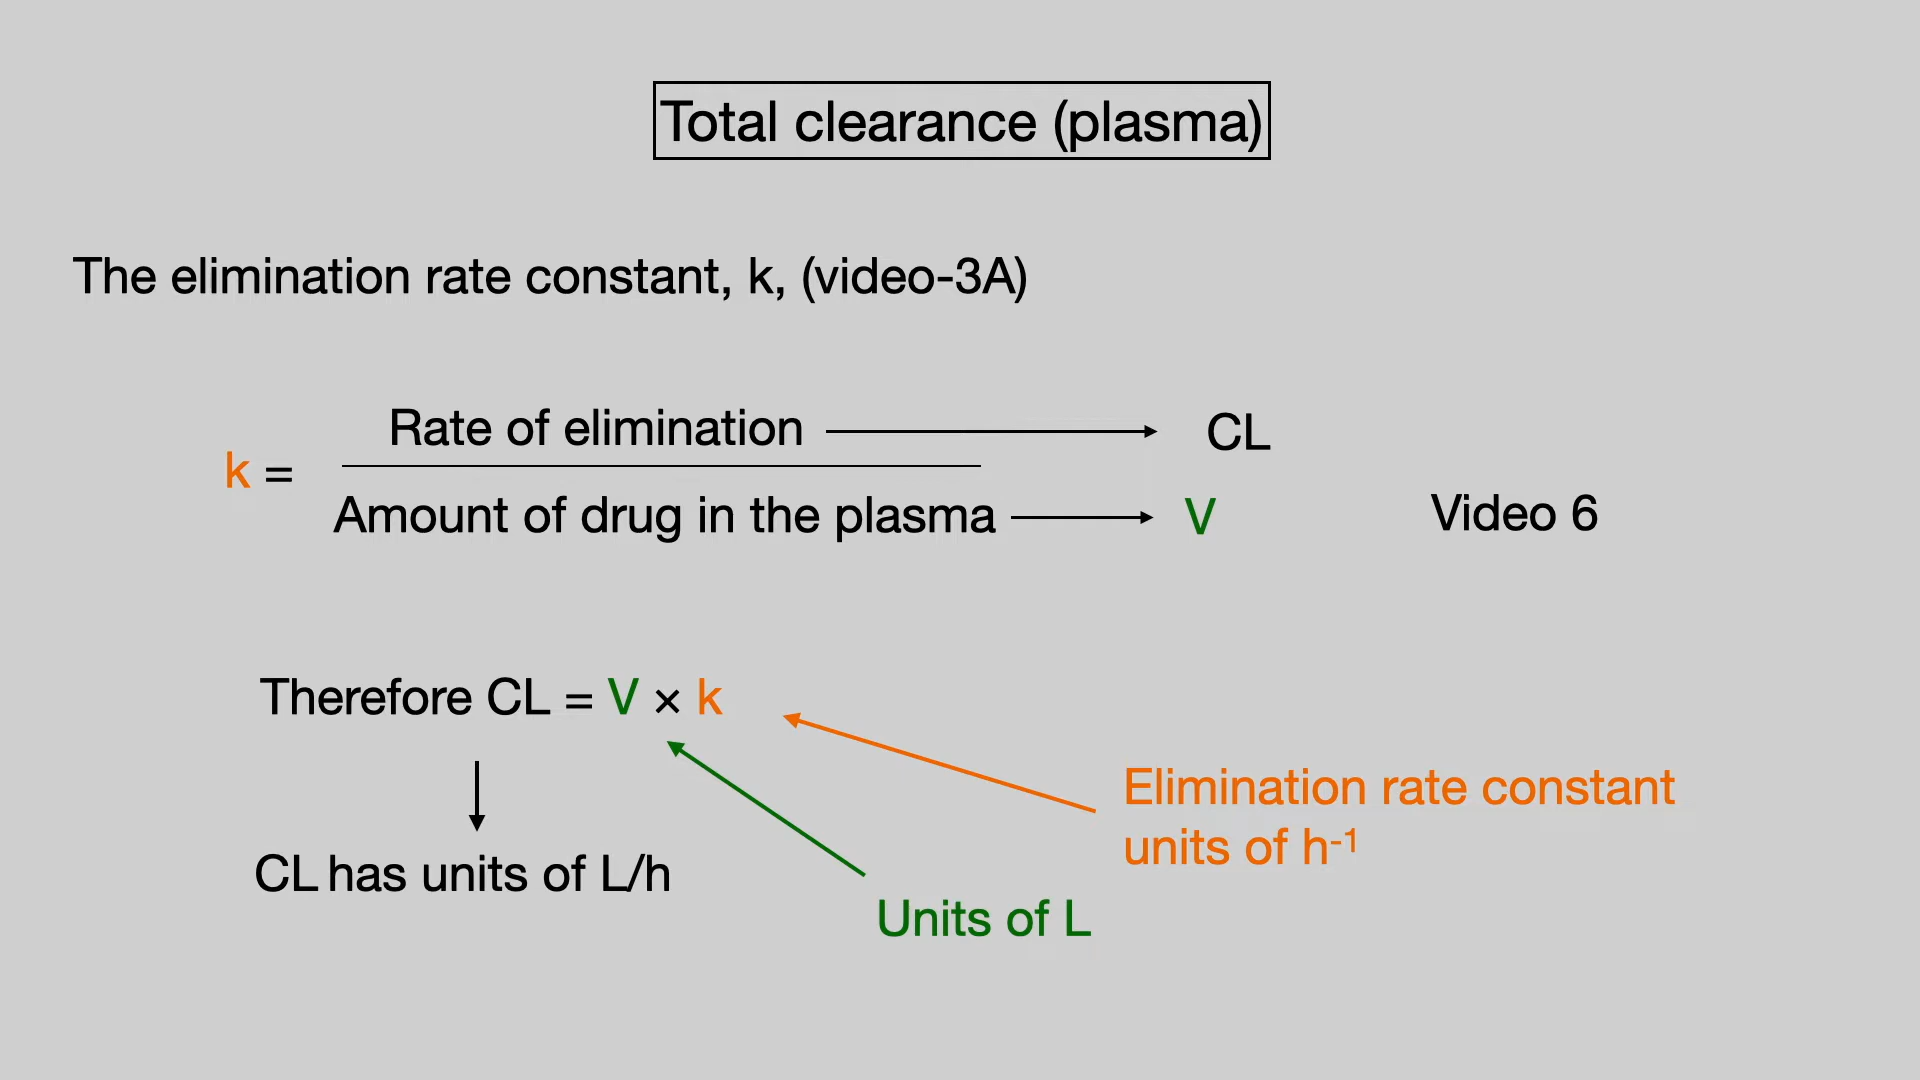 Total clearance (plasma)
The elimination rate constant, k, (video-3A)
Rate of elimination CL
k =
Amount of drug in the plasma V Video 6
Therefore CL = V × k
Elimination rate constant
units of h⁻¹
CL has units of L/h
Units of L